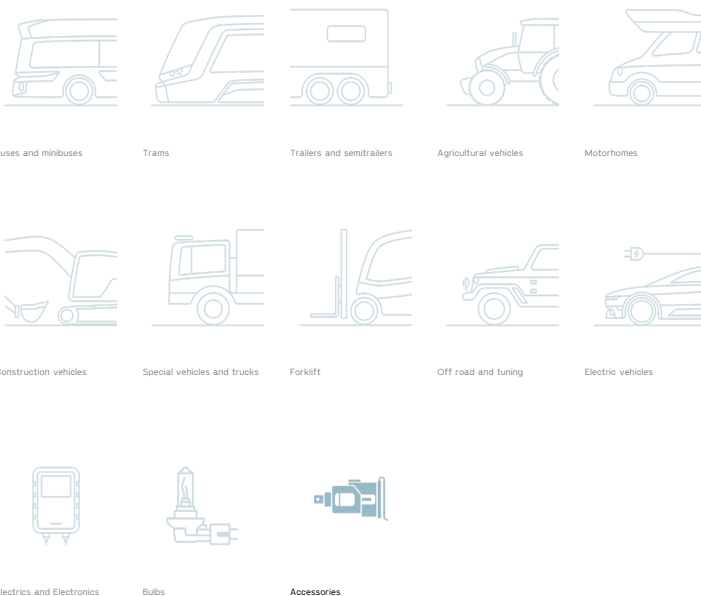 uses and minibuses
Trams
Trailers and semitrailers
Agricultural vehicles
Motorhomes
onstruction vehicles
Special vehicles and trucks
Forklift
Off road and tuning
Electric vehicles
lectrics and Electronics
Bulbs
Accessories